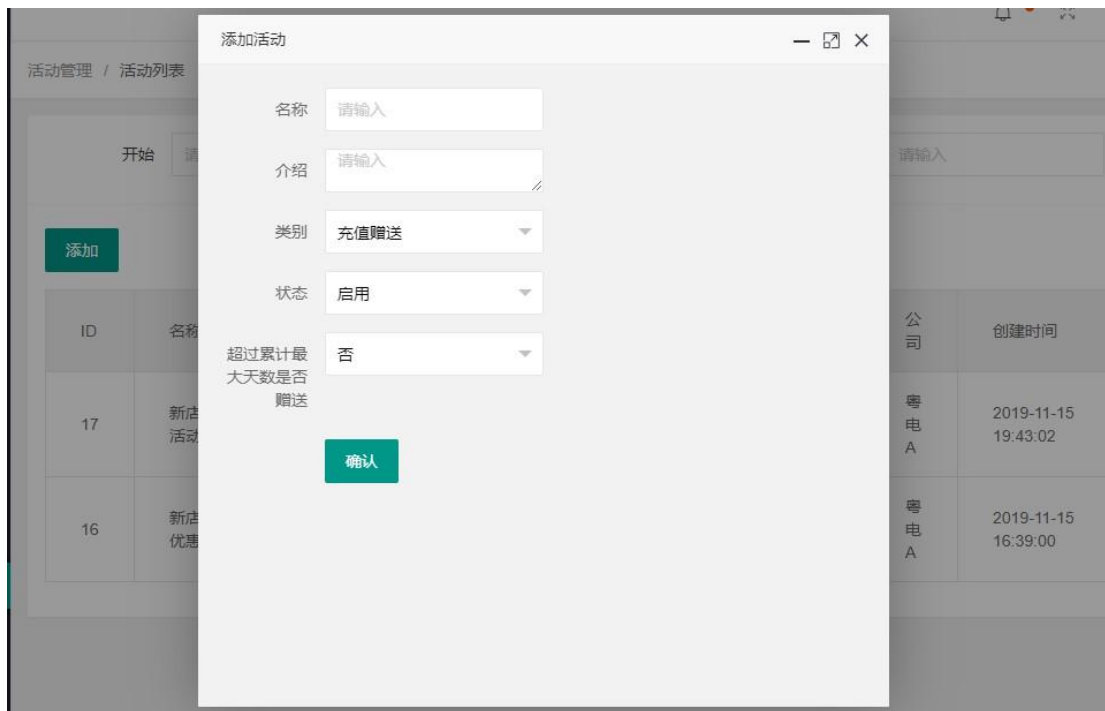 添加活动
活动管理 / 活动列表
名称 请输入
开始 请
请输入
介绍 请输入
类别 充值赠送
添加
状态 启用
ID 名称
公
司
创建时间
超过累计最
大天数是否
赠送
否
17
新店
活动
粤
电
A
2019-11-15
19:43:02
确认
16
新店
优惠
粤
电
A
2019-11-15
16:39:00